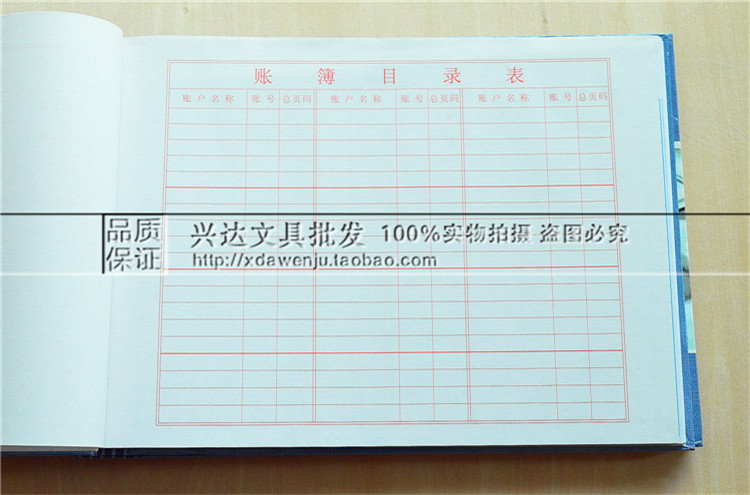 账簿目录表
账户名称 账号 总页码 账户名称 账号 总页码 账户名称 账号 总页码
品质保证
兴达文具批发 100%实物拍摄 盗图必究
http://xdawenju.taobao.com